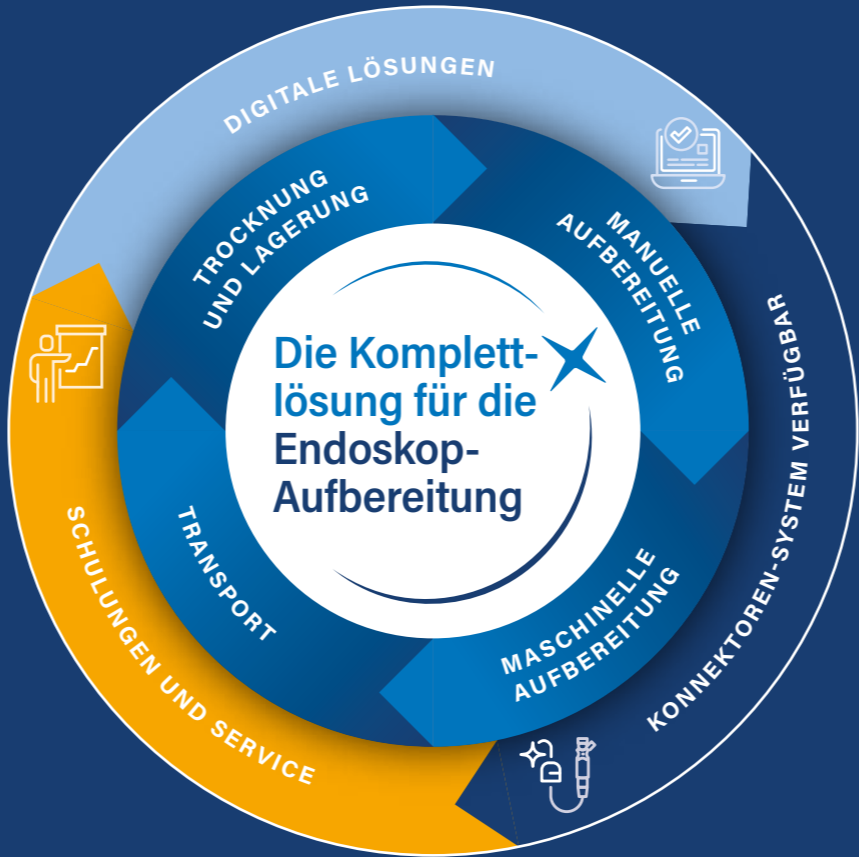 DIGITALE LÖSUNGEN
TROCKNUNG
UND LAGERUNG
MANUELLE
AUFBEREITUNG
Die Komplett-
lösung für die
Endoskop-
Aufbereitung
KONNEKTOREN-SYSTEM VERFÜGBAR
TRANSPORT
MASCHINELLE
AUFBEREITUNG
SCHULUNGEN UND SERVICE